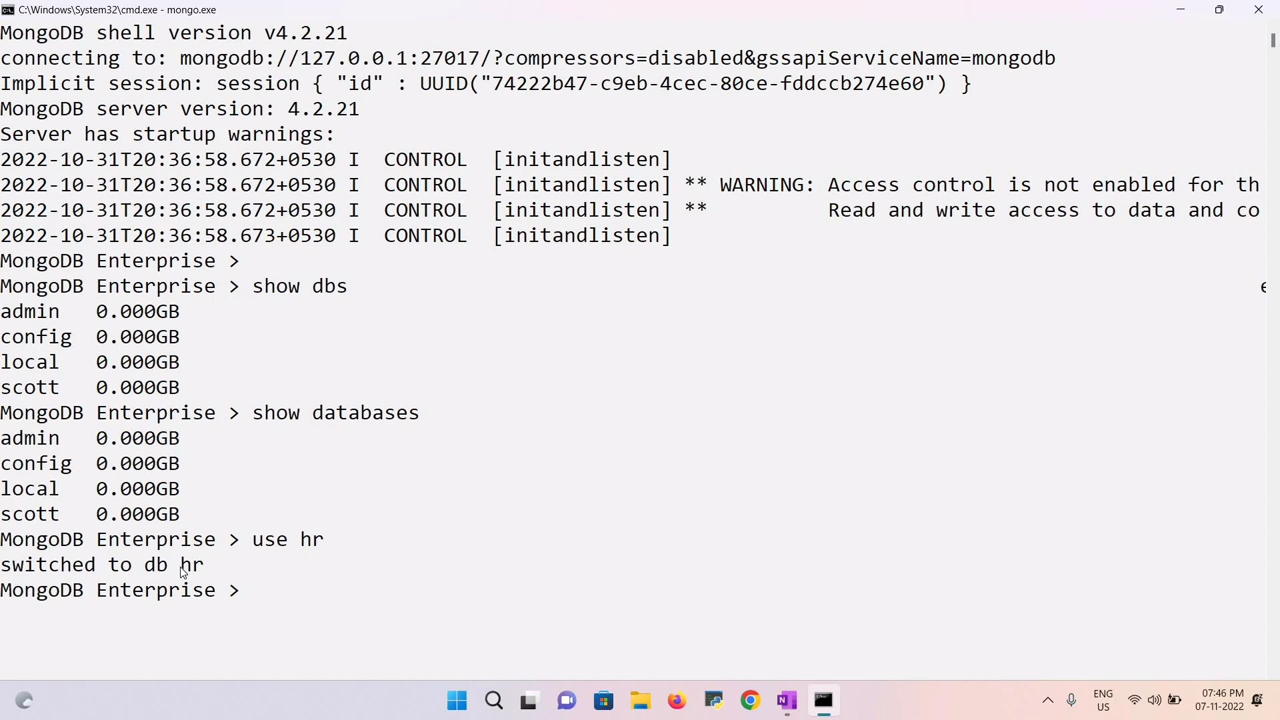 C:\Windows\System32\cmd.exe - mongo.exe
MongoDB shell version v4.2.21
connecting to: mongodb://127.0.0.1:27017/?compressors=disabled&gssapiServiceName=mongodb
Implicit session: session { "id" : UUID("74222b47-c9eb-4cec-80ce-fddccb274e60") }
MongoDB server version: 4.2.21
Server has startup warnings:
2022-10-31T20:36:58.672+0530 I  CONTROL  [initandlisten]
2022-10-31T20:36:58.672+0530 I  CONTROL  [initandlisten] ** WARNING: Access control is not enabled for th
2022-10-31T20:36:58.672+0530 I  CONTROL  [initandlisten] **          Read and write access to data and co
2022-10-31T20:36:58.673+0530 I  CONTROL  [initandlisten]
MongoDB Enterprise >
MongoDB Enterprise > show dbs e
admin   0.000GB
config  0.000GB
local   0.000GB
scott   0.000GB
MongoDB Enterprise > show databases
admin   0.000GB
config  0.000GB
local   0.000GB
scott   0.000GB
MongoDB Enterprise > use hr
switched to db hr
MongoDB Enterprise >
ENG 07:46 PM
US 07-11-2022